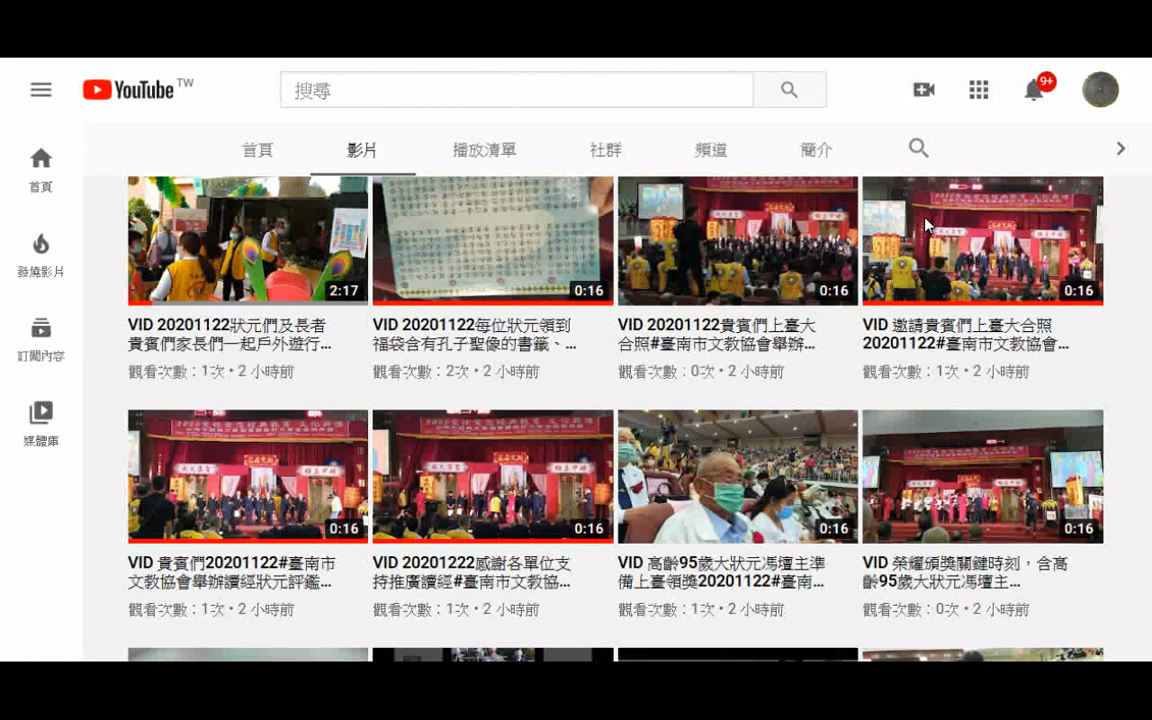 YouTube TW
搜尋
9+
首頁
影片
播放清單
社群
頻道
簡介
首頁
發燒影片
訂閱內容
媒體庫
2:17
0:16
0:16
0:16
VID 20201122狀元們及長者
貴賓們家長們一起戶外遊行...
觀看次數：1次 • 2 小時前
VID 20201122每位狀元領到
福袋含有孔子聖像的書籤、...
觀看次數：2次 • 2 小時前
VID 20201122貴賓們上臺大
合照#臺南市文教協會舉辦...
觀看次數：0次 • 2 小時前
VID 邀請貴賓們上臺大合照
20201122#臺南市文教協會...
觀看次數：1次 • 2 小時前
0:16
0:16
0:16
0:16
VID 貴賓們20201122#臺南市
文教協會舉辦讀經狀元評鑑...
觀看次數：1次 • 2 小時前
VID 20201222感謝各單位支
持推廣讀經#臺南市文教協...
觀看次數：1次 • 2 小時前
VID 高齡95歲大狀元馮壇主準
備上臺領獎20201122#臺南...
觀看次數：1次 • 2 小時前
VID 榮耀頒獎關鍵時刻，含高
齡95歲大狀元馮壇主...
觀看次數：0次 • 2 小時前